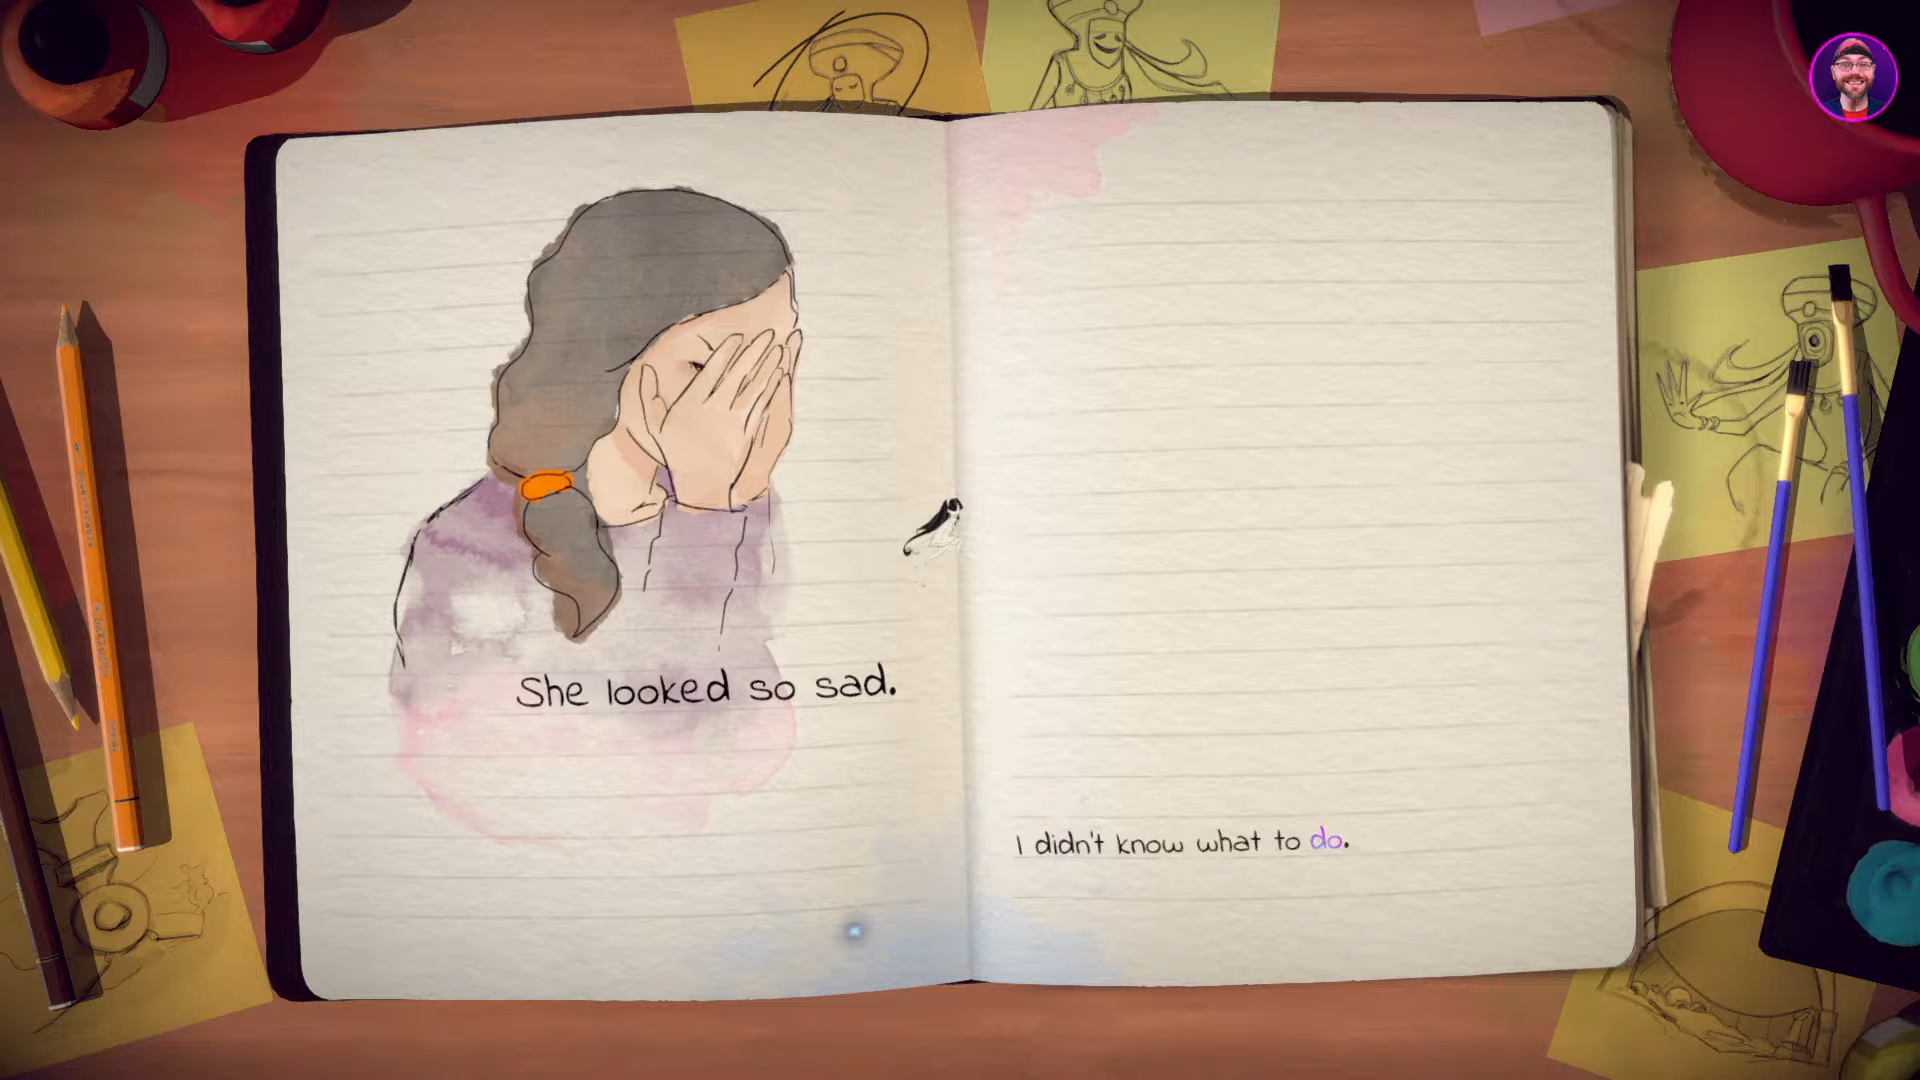 She looked so sad.
I didn't know what to do.